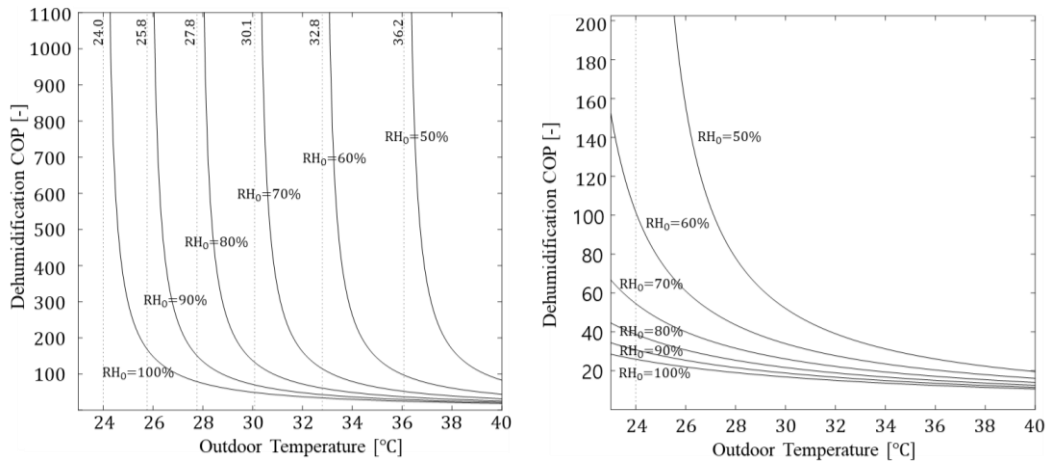 1100
1000
900
800
700
600
500
400
300
200
100
Dehumidification COP [-]
24.0
25.8
27.8
30.1
32.8
36.2
RH₀=50%
RH₀=60%
RH₀=70%
RH₀=80%
RH₀=90%
RH₀=100%
24 26 28 30 32 34 36 38 40
Outdoor Temperature [°C]
200
180
160
140
120
100
80
60
40
20
Dehumidification COP [-]
RH₀=50%
RH₀=60%
RH₀=70%
RH₀=80%
RH₀=90%
RH₀=100%
24 26 28 30 32 34 36 38 40
Outdoor Temperature [°C]